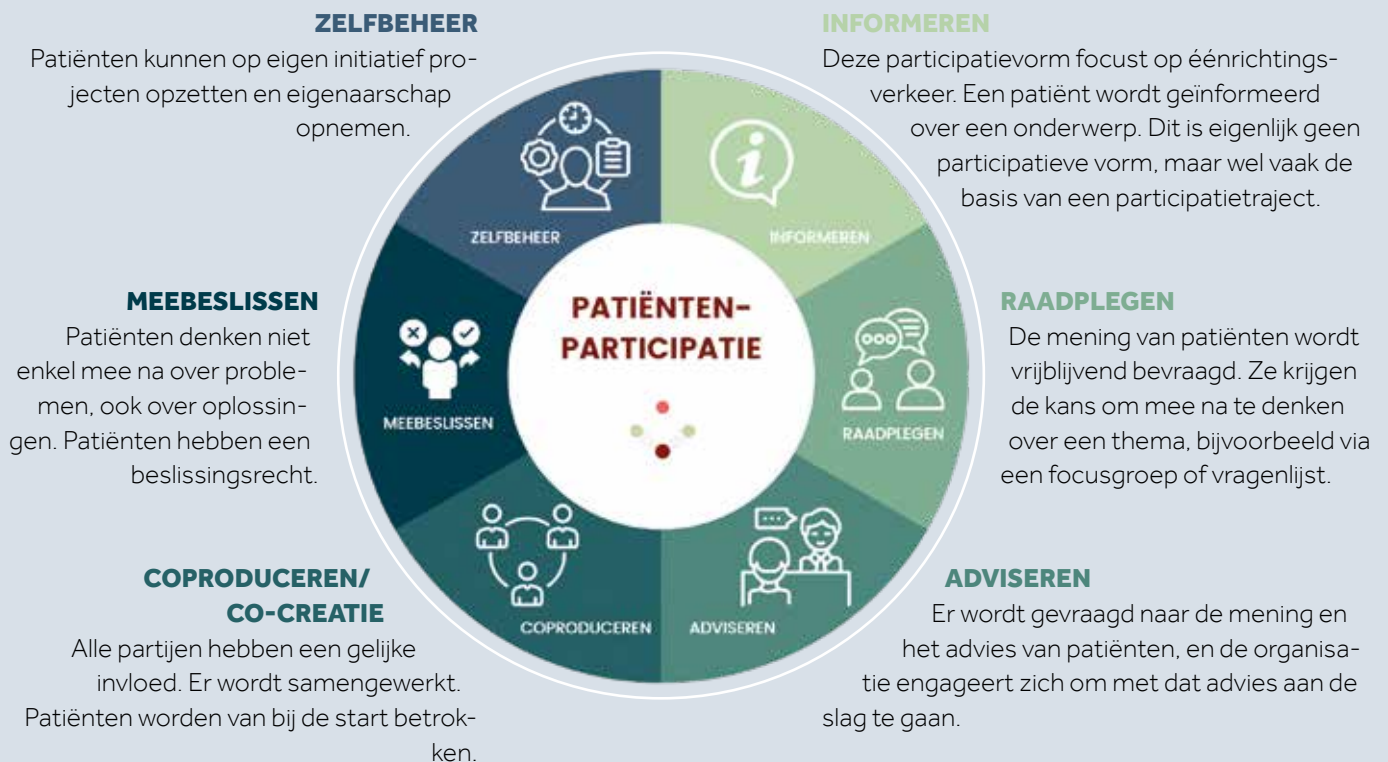 ZELFBEHEER
Patiënten kunnen op eigen initiatief pro-
jecten opzetten en eigenaarschap
opnemen.
INFORMEREN
Deze participatievorm focust op éénrichtings-
verkeer. Een patiënt wordt geïnformeerd
over een onderwerp. Dit is eigenlijk geen
participatieve vorm, maar wel vaak de
basis van een participatietraject.
MEEBESLISSEN
Patiënten denken niet
enkel mee na over proble-
men, ook over oplossin-
gen. Patiënten hebben een
beslissingsrecht.
ZELFBEHEER
INFORMEREN
MEEBESLISSEN
PATIËNTEN-
PARTICIPATIE
RAADPLEGEN
COPRODUCEREN
ADVISEREN
RAADPLEGEN
De mening van patiënten wordt
vrijblijvend bevraagd. Ze krijgen
de kans om mee na te denken
over een thema, bijvoorbeeld via
een focusgroep of vragenlijst.
COPRODUCEREN/
CO-CREATIE
Alle partijen hebben een gelijke
invloed. Er wordt samengewerkt.
Patiënten worden van bij de start betrok-
ken.
ADVISEREN
Er wordt gevraagd naar de mening en
het advies van patiënten, en de organisa-
tie engageert zich om met dat advies aan de
slag te gaan.